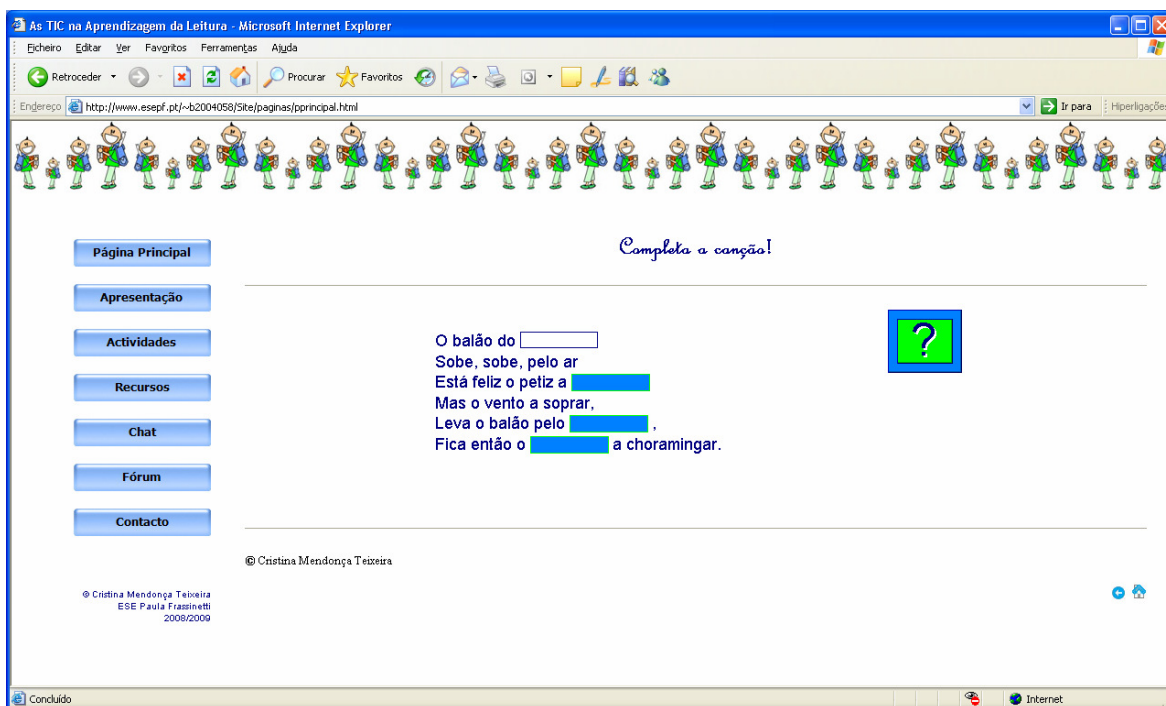 As TIC na Aprendizagem da Leitura - Microsoft Internet Explorer
Ficheiro Editar Ver Favoritos Ferramentas Ajuda
Retroceder Procurar Favoritos
Endereço http://www.esepf.pt/~b2004058/Site/paginas/pprincipal.html Ir para Hiperligações
Completa a canção!
Página Principal
Apresentação
Actividades
Recursos
Chat
Fórum
Contacto
O balão do
Sobe, sobe, pelo ar
Está feliz o petiz a
Mas o vento a soprar,
Leva o balão pelo ,
Fica então o a choramingar.
?
© Cristina Mendonça Teixeira
© Cristina Mendonça Teixeira
ESE Paula Frassinetti
2008/2009
Concluído Internet